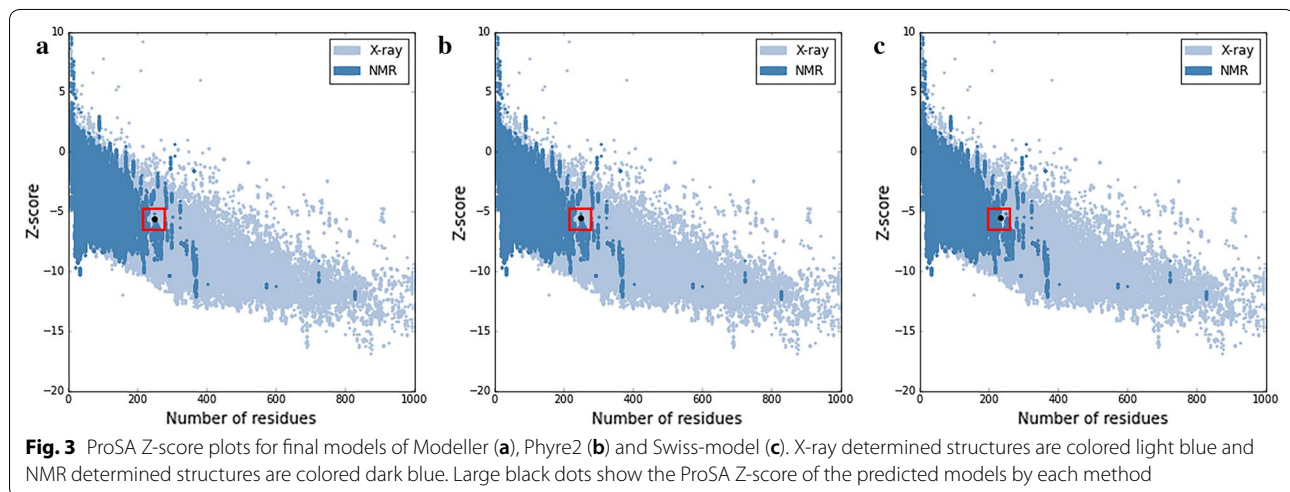 a
10
5
0
−5
−10
−15
−20
Z-score
X-ray
NMR
0 200 400 600 800 1000
Number of residues
b
10
5
0
−5
−10
−15
−20
Z-score
X-ray
NMR
0 200 400 600 800 1000
Number of residues
c
10
5
0
−5
−10
−15
−20
Z-score
X-ray
NMR
0 200 400 600 800 1000
Number of residues
Fig. 3 ProSA Z-score plots for final models of Modeller (a), Phyre2 (b) and Swiss-model (c). X-ray determined structures are colored light blue and
NMR determined structures are colored dark blue. Large black dots show the ProSA Z-score of the predicted models by each method